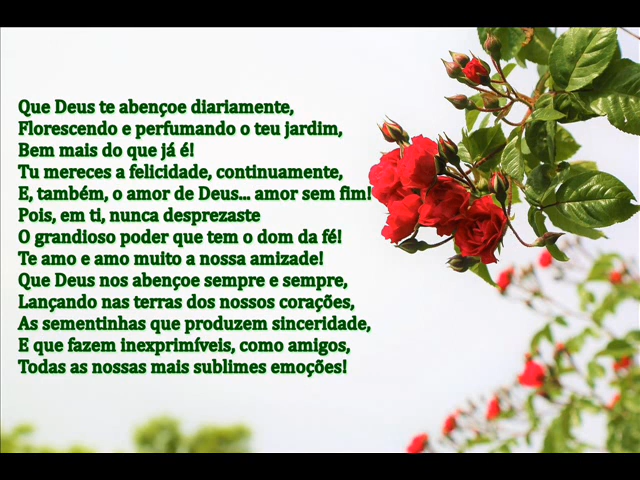 Que Deus te abençoe diariamente,
Florescendo e perfumando o teu jardim,
Bem mais do que já é!
Tu mereces a felicidade, continuamente,
E, também, o amor de Deus... amor sem fim!
Pois, em ti, nunca desprezaste
O grandioso poder que tem o dom da fé!
Te amo e amo muito a nossa amizade!
Que Deus nos abençoe sempre e sempre,
Lançando nas terras dos nossos corações,
As sementinhas que produzem sinceridade,
E que fazem inexprimíveis, como amigos,
Todas as nossas mais sublimes emoções!